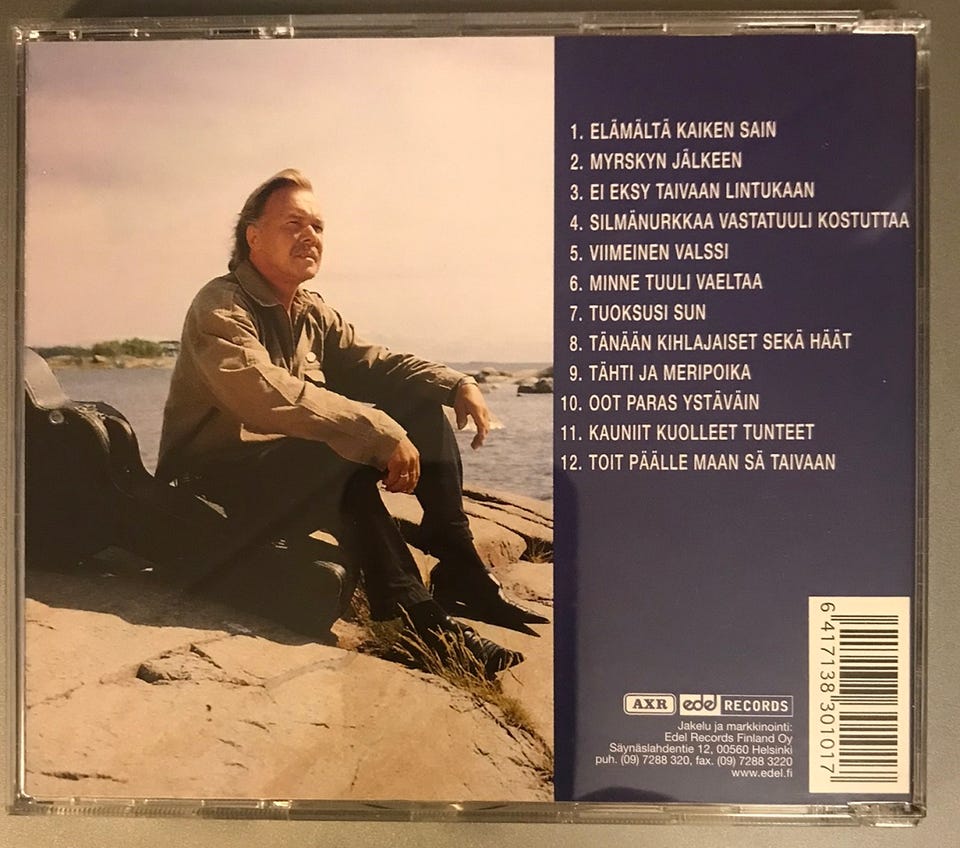 1. ELÄMÄLTÄ KAIKEN SAIN
2. MYRSKYN JÄLKEEN
3. EI EKSY TAIVAAN LINTUKAAN
4. SILMÄNURKKAA VASTATUULI KOSTUTTAA
5. VIIMEINEN VALSSI
6. MINNE TUULI VAELTAA
7. TUOKSUSI SUN
8. TÄNÄÄN KIHLAJAISET SEKÄ HÄÄT
9. TÄHTI JA MERIPOIKA
10. OOT PARAS YSTÄVÄIN
11. KAUNIIT KUOLLEET TUNTEET
12. TOIT PÄÄLLE MAAN SÄ TAIVAAN
AXR edel RECORDS
Jakelu ja markkinointi:
Edel Records Finland Oy
Säynäslahdentie 12, 00560 Helsinki
puh. (09) 7288 320, fax. (09) 7288 3220
www.edel.fi
6 417138 301017